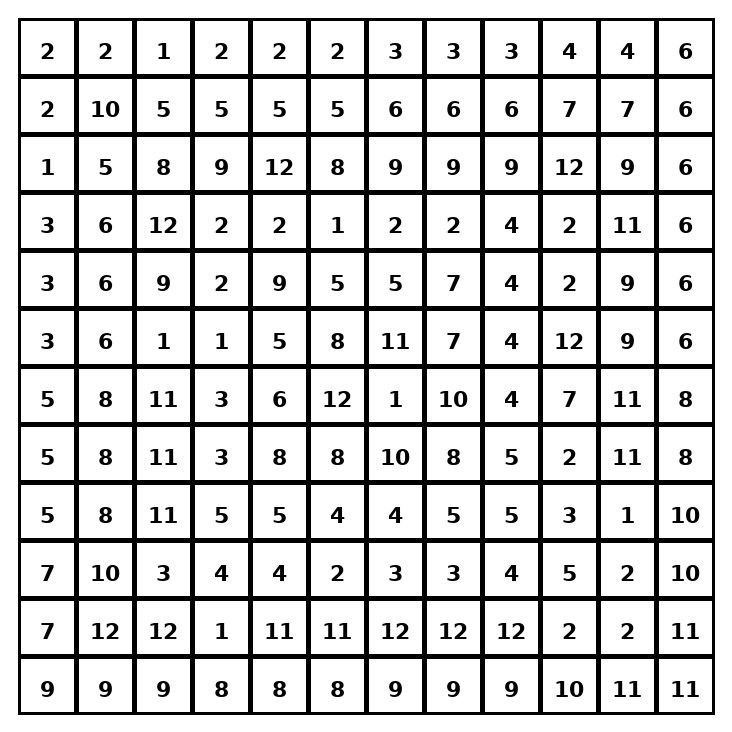 2 2 1 2 2 2 3 3 3 4 4 6
2 10 5 5 5 5 6 6 6 7 7 6
1 5 8 9 12 8 9 9 9 12 9 6
3 6 12 2 2 1 2 2 4 2 11 6
3 6 9 2 9 5 5 7 4 2 9 6
3 6 1 1 5 8 11 7 4 12 9 6
5 8 11 3 6 12 1 10 4 7 11 8
5 8 11 3 8 8 10 8 5 2 11 8
5 8 11 5 5 4 4 5 5 3 1 10
7 10 3 4 4 2 3 3 4 5 2 10
7 12 12 1 11 11 12 12 12 2 2 11
9 9 9 8 8 8 9 9 9 10 11 11